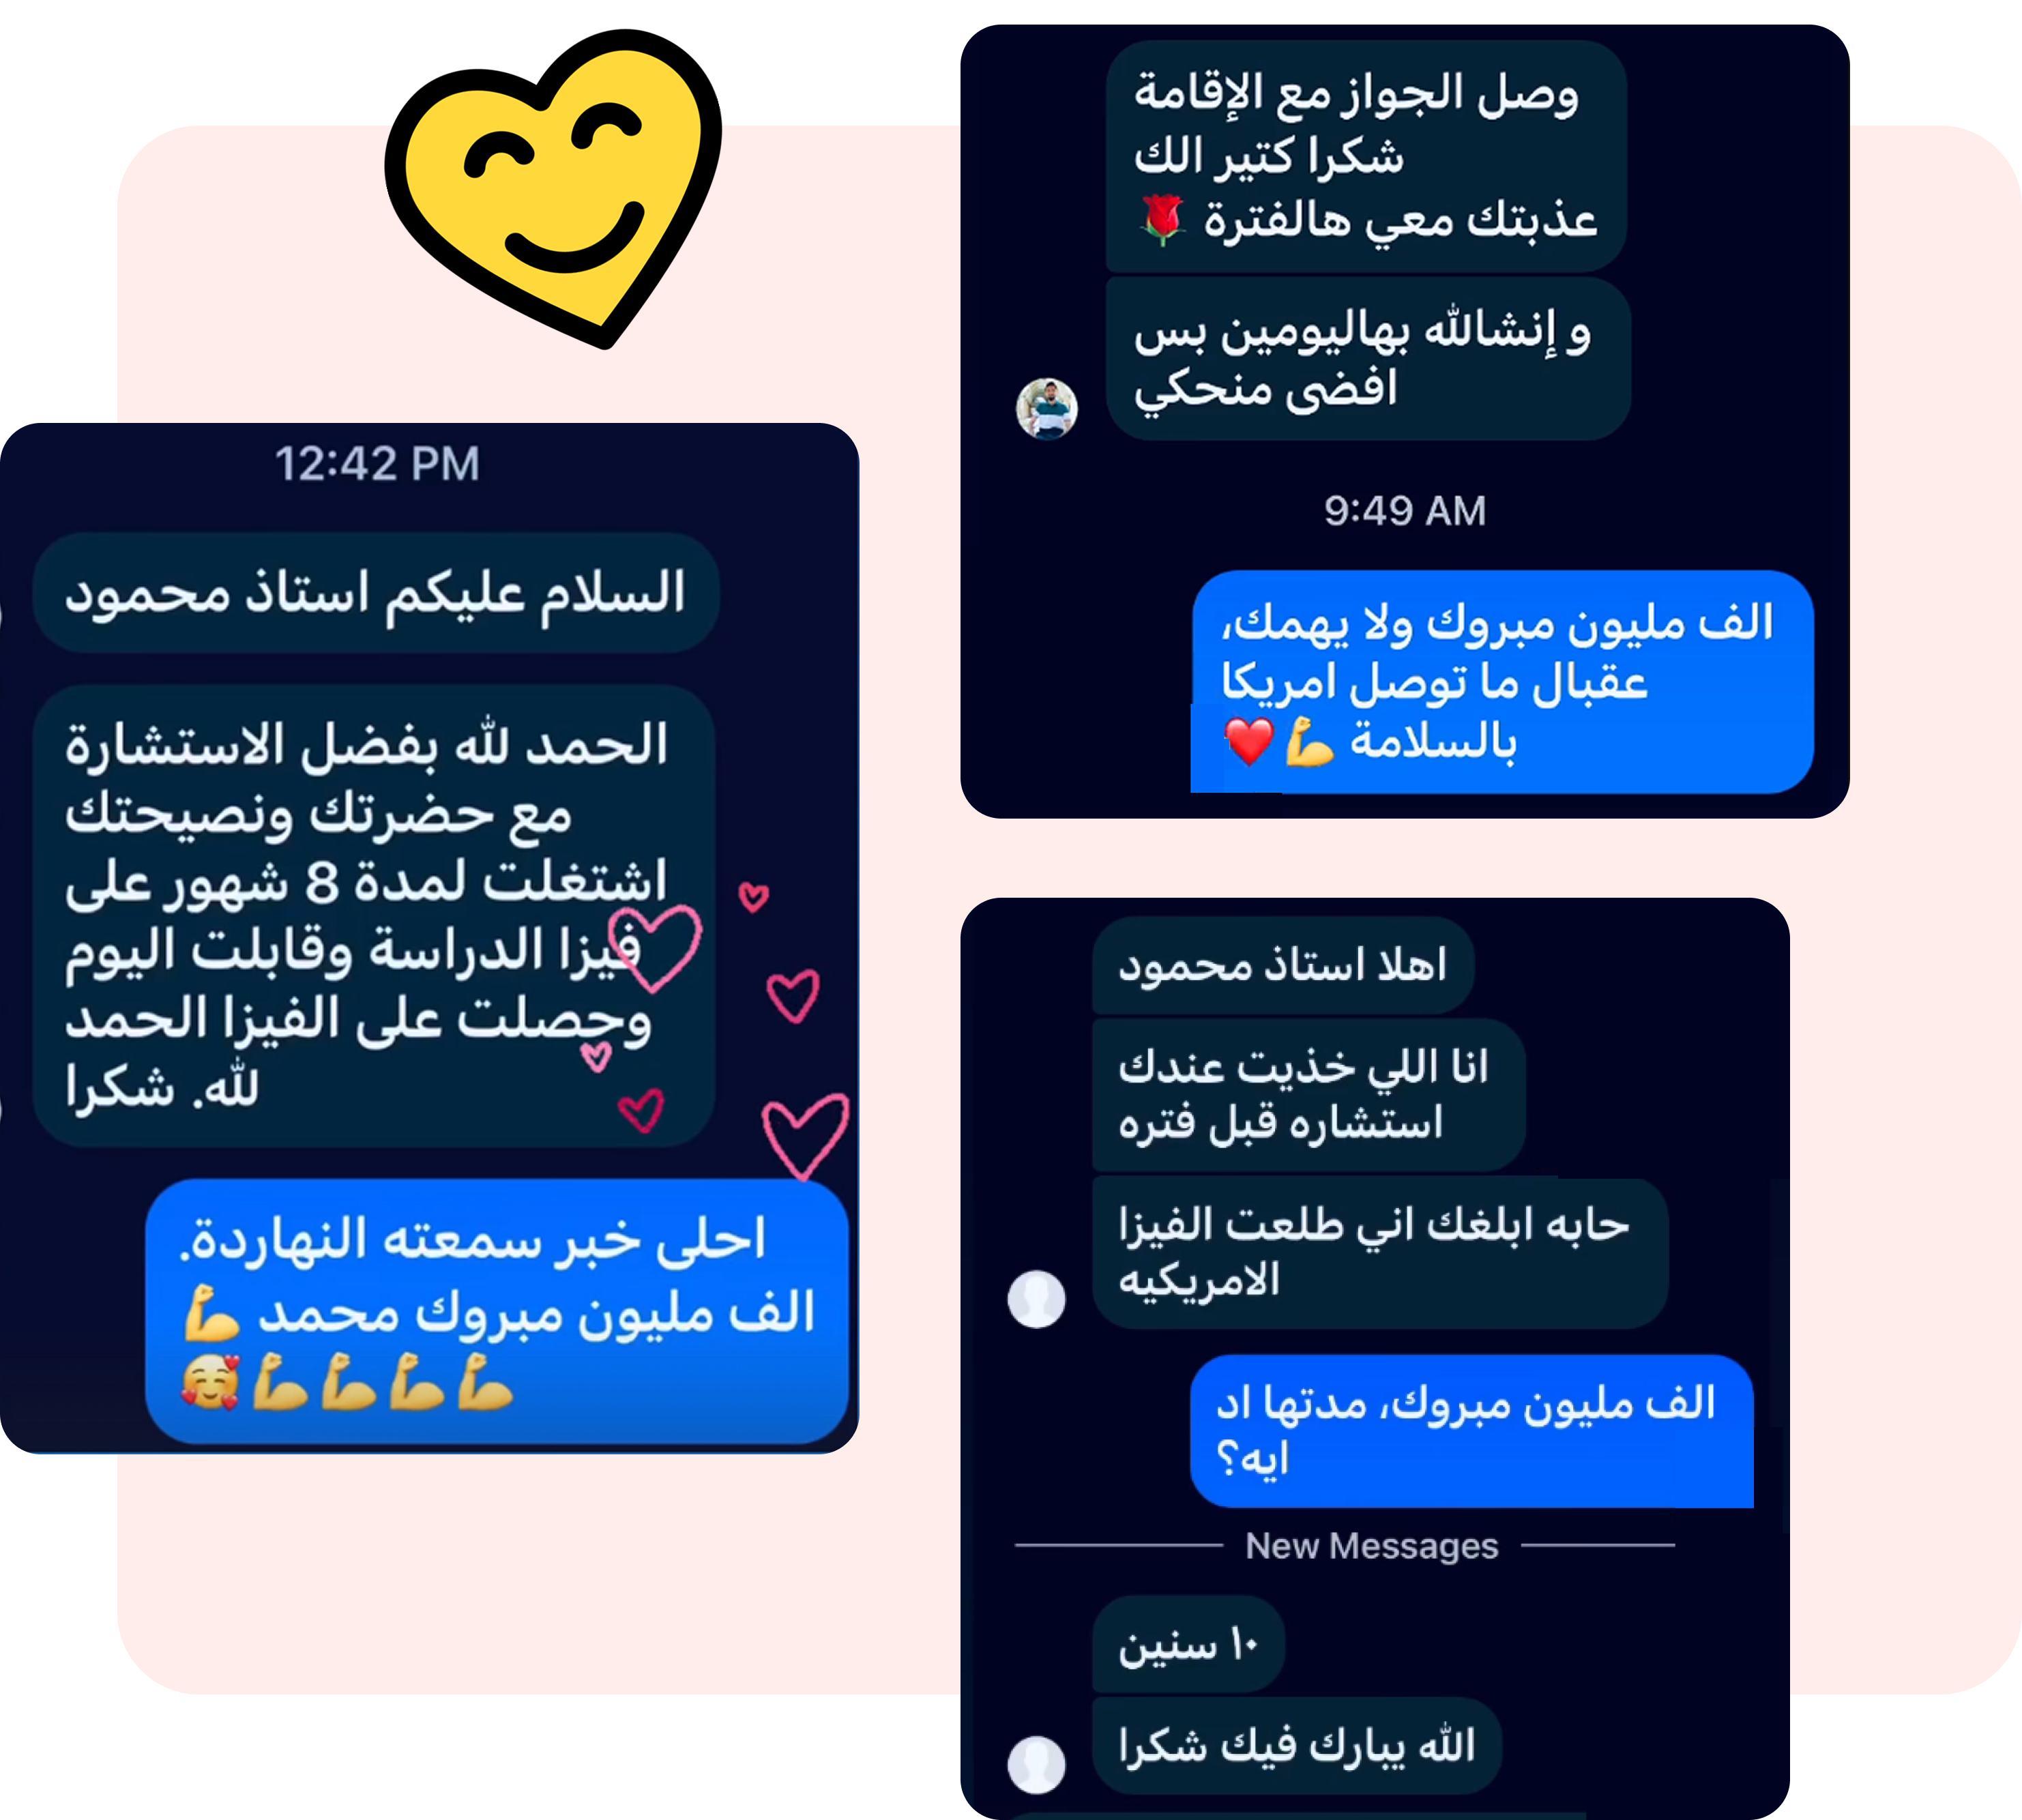 12:42 PM
السلام عليكم استاذ محمود
الحمد لله بفضل الاستشارة
مع حضرتك ونصيحتك
اشتغلت لمدة 8 شهور على
فيزا الدراسة وقابلت اليوم
وحصلت على الفيزا الحمد
لله. شكرا
احلى خبر سمعته النهاردة.
الف مليون مبروك محمد 💪
💪💪💪💪🥰
وصل الجواز مع الإقامة
شكرا كتير الك
عذبتك معي هالفترة 🌹
و إنشالله بهاليومين بس
افضى منحكي
9:49 AM
الف مليون مبروك ولا يهمك،
عقبال ما توصل امريكا
بالسلامة 💪❤️
اهلا استاذ محمود
انا اللي خذيت عندك
استشاره قبل فتره
حابه ابلغك اني طلعت الفيزا
الامريكيه
الف مليون مبروك، مدتها اد
ايه؟
New Messages
١٠ سنين
الله يبارك فيك شكرا